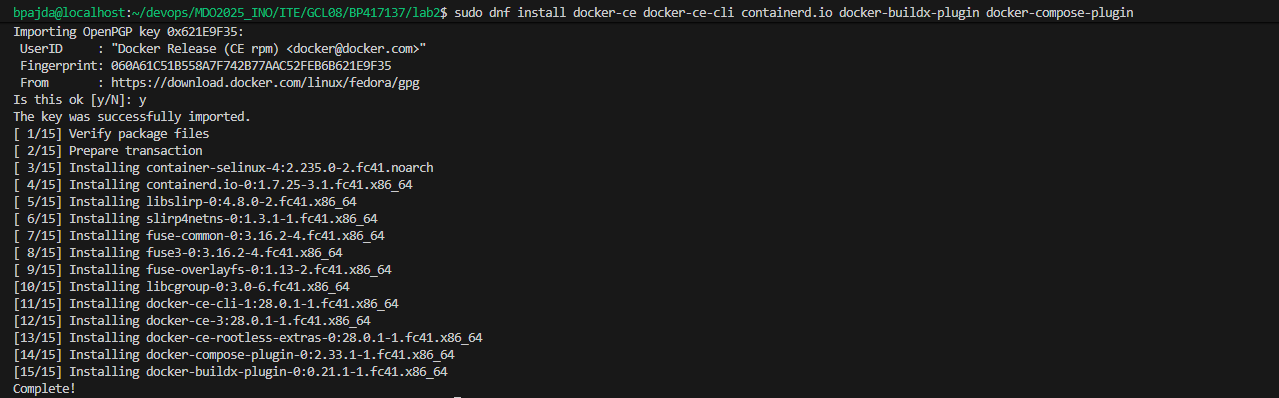 bpajda@localhost:~/devops/MDO2025_INO/ITE/GCL08/BP417137/lab2$ sudo dnf install docker-ce docker-ce-cli containerd.io docker-buildx-plugin docker-compose-plugin
Importing OpenPGP key 0x621E9F35:
 UserID     : "Docker Release (CE rpm) <docker@docker.com>"
 Fingerprint: 060A61C51B558A7F742B77AAC52FEB6B621E9F35
 From       : https://download.docker.com/linux/fedora/gpg
Is this ok [y/N]: y
The key was successfully imported.
[ 1/15] Verify package files
[ 2/15] Prepare transaction
[ 3/15] Installing container-selinux-4:2.235.0-2.fc41.noarch
[ 4/15] Installing containerd.io-0:1.7.25-3.1.fc41.x86_64
[ 5/15] Installing libslirp-0:4.8.0-2.fc41.x86_64
[ 6/15] Installing slirp4netns-0:1.3.1-1.fc41.x86_64
[ 7/15] Installing fuse-common-0:3.16.2-4.fc41.x86_64
[ 8/15] Installing fuse3-0:3.16.2-4.fc41.x86_64
[ 9/15] Installing fuse-overlayfs-0:1.13-2.fc41.x86_64
[10/15] Installing libcgroup-0:3.0-6.fc41.x86_64
[11/15] Installing docker-ce-cli-1:28.0.1-1.fc41.x86_64
[12/15] Installing docker-ce-3:28.0.1-1.fc41.x86_64
[13/15] Installing docker-ce-rootless-extras-0:28.0.1-1.fc41.x86_64
[14/15] Installing docker-compose-plugin-0:2.33.1-1.fc41.x86_64
[15/15] Installing docker-buildx-plugin-0:0.21.1-1.fc41.x86_64
Complete!